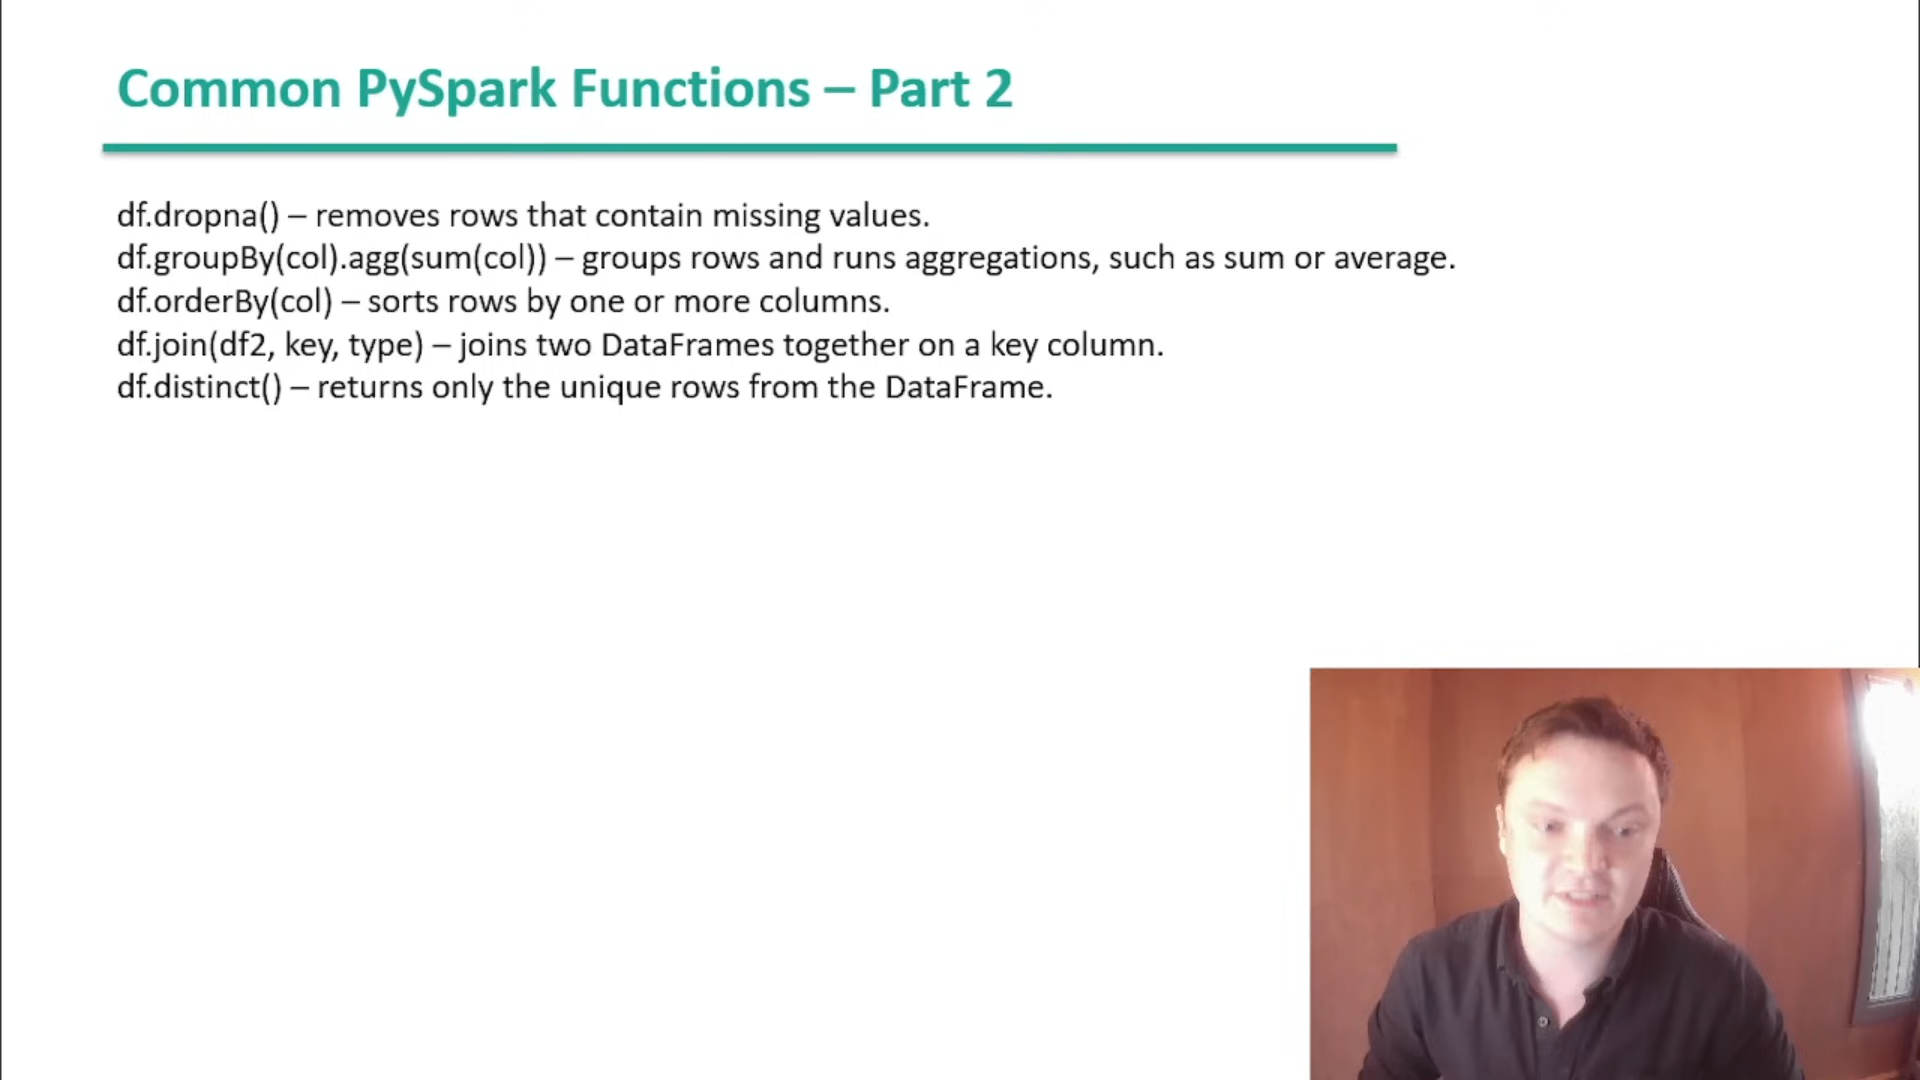 Common PySpark Functions – Part 2
df.dropna() – removes rows that contain missing values.
df.groupBy(col).agg(sum(col)) – groups rows and runs aggregations, such as sum or average.
df.orderBy(col) – sorts rows by one or more columns.
df.join(df2, key, type) – joins two DataFrames together on a key column.
df.distinct() – returns only the unique rows from the DataFrame.